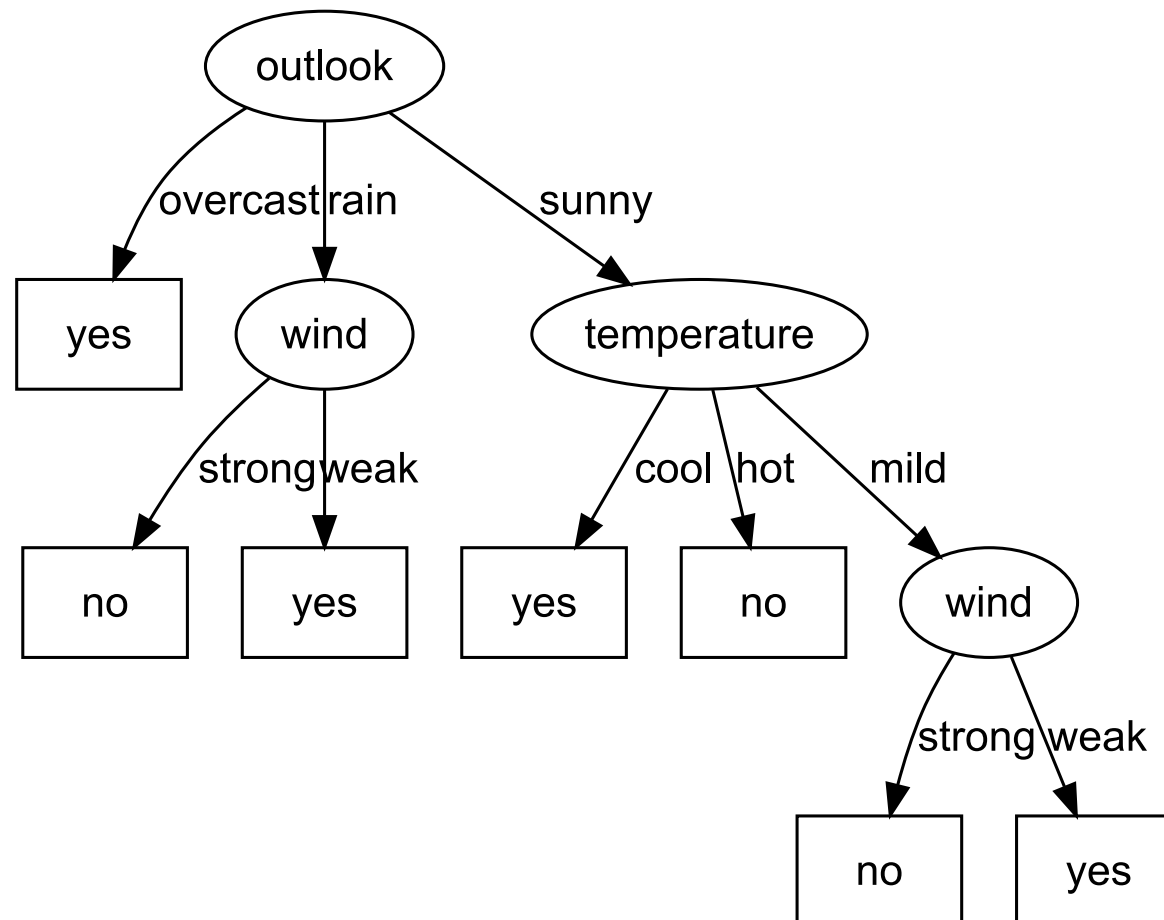 outlook
overcast rain sunny
yes wind temperature
strong weak cool hot mild
no yes yes no wind
strong weak
no yes